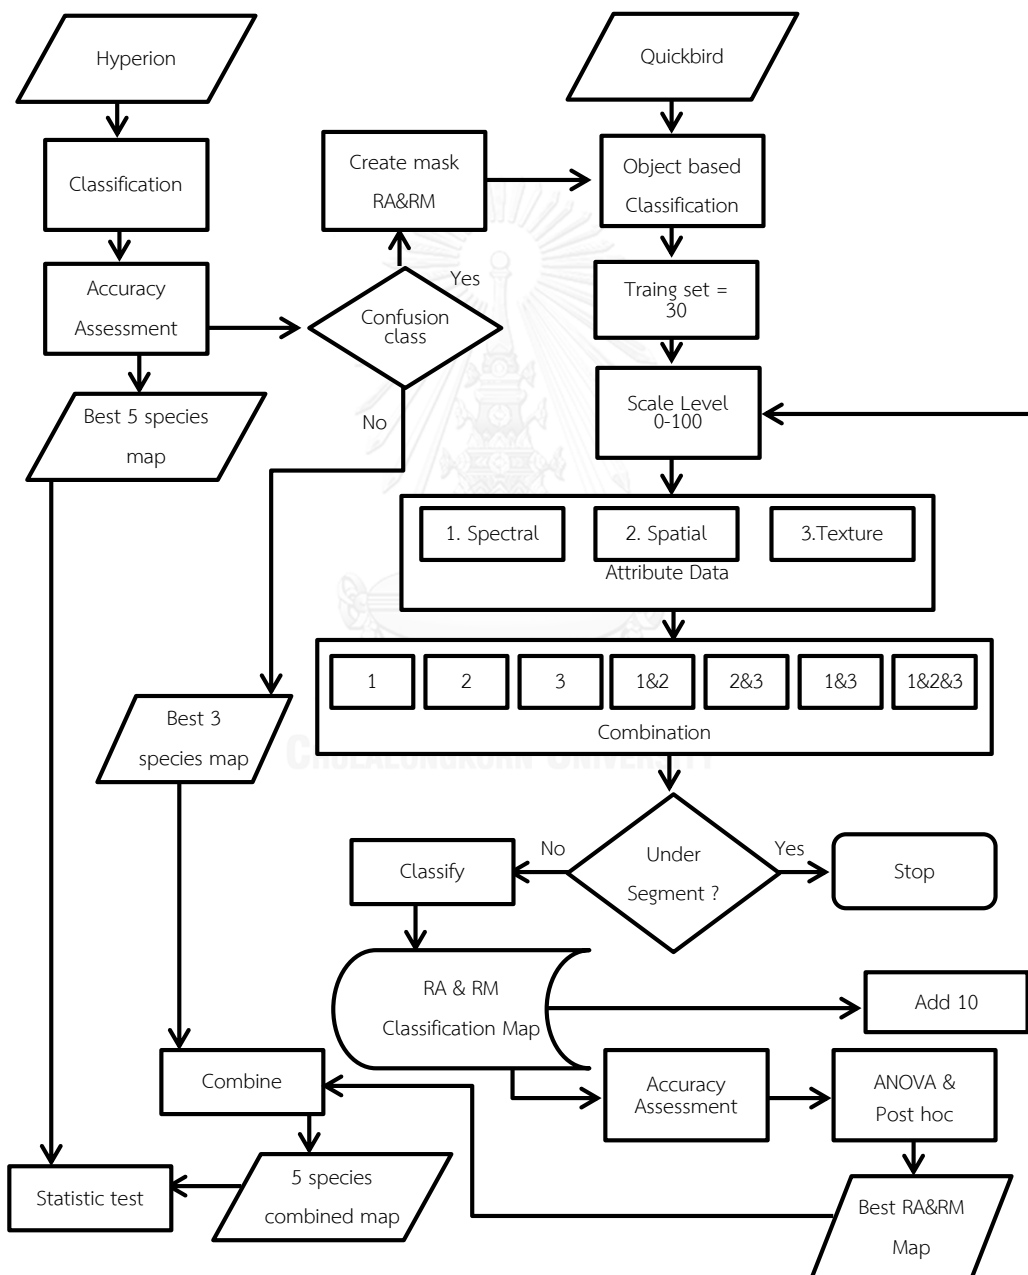 Hyperion
Quickbird
Classification
Create mask
RA&RM
Object based
Classification
Accuracy
Assessment
Yes
Confusion
class
No
Traing set =
30
Scale Level
0-100
Best 5 species
map
1. Spectral
2. Spatial
3.Texture
Attribute Data
1
2
3
1&2
2&3
1&3
1&2&3
Combination
Best 3
species map
CHULALONGKORN UNIVERSITY
Under
Segment ?
No
Yes
Classify
Stop
RA & RM
Classification Map
Add 10
Combine
Accuracy
Assessment
ANOVA &
Post hoc
5 species
combined map
Statistic test
Best RA&RM
Map